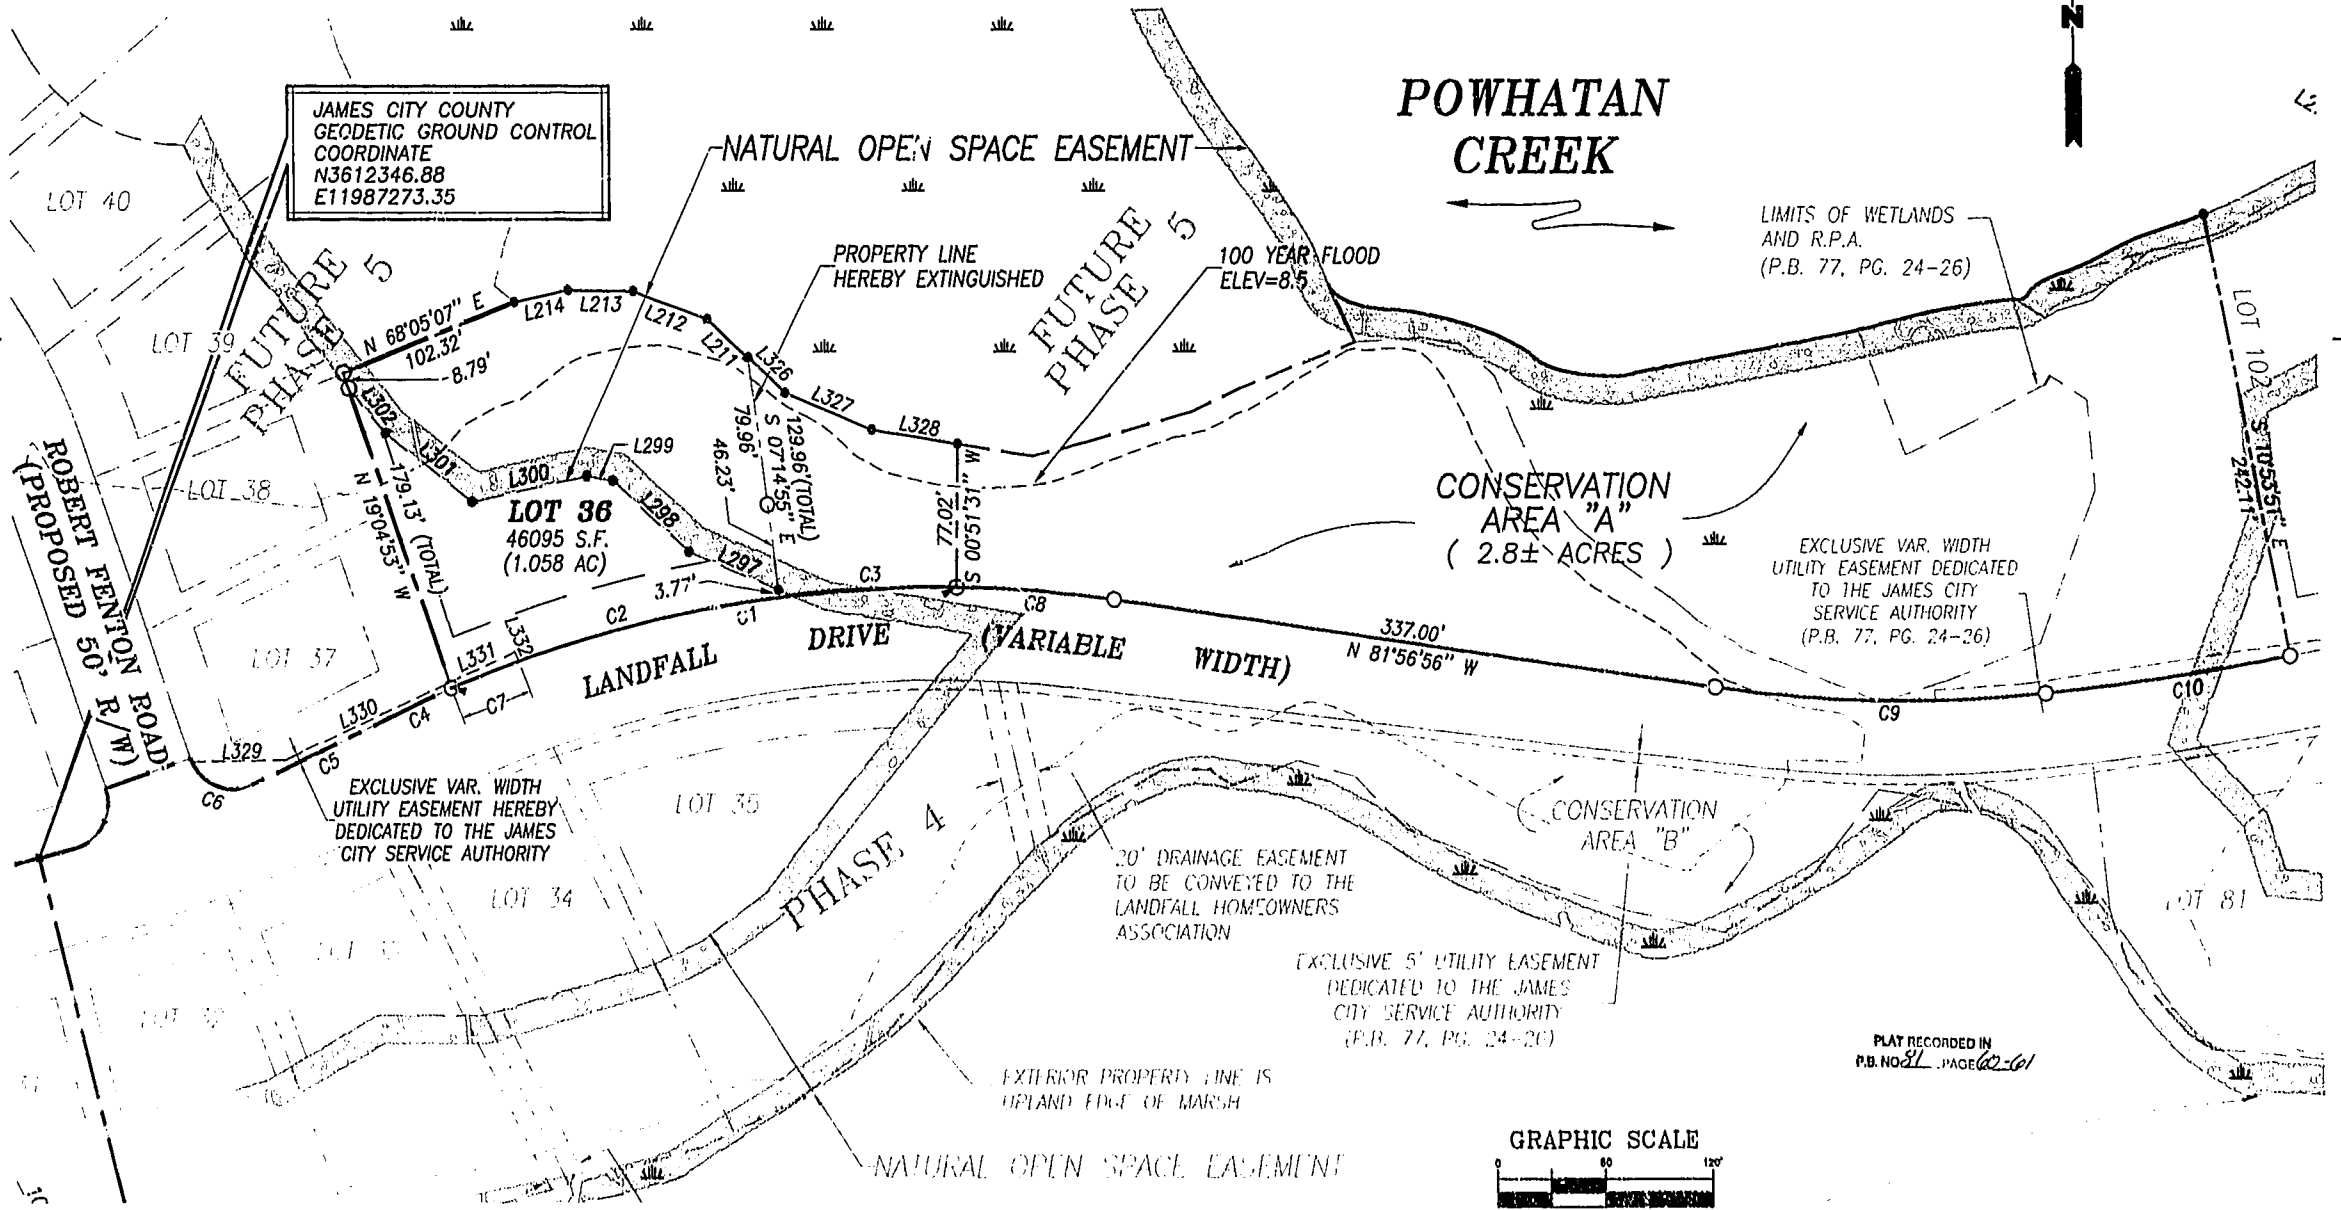 N
POWHATAN
CREEK
JAMES CITY COUNTY
GEODETIC GROUND CONTROL
COORDINATE
N3612346.88
E11987273.35
NATURAL OPEN SPACE EASEMENT
LOT 40
LIMITS OF WETLANDS
AND R.P.A.
(P.B. 77, PG. 24-26)
PROPERTY LINE
HEREBY EXTINGUISHED
FUTURE
PHASE 5
100 YEAR FLOOD
ELEV=8.5
FUTURE
PHASE 5
LOT 39
N 68°05'07" E
102.32'
8.79'
L214
L213
L212
L211
L326
L327
L328
LOT 102
L302
L301
L300
L299
L298
L297
LOT 36
46095 S.F.
(1.058 AC)
79.96'
46.23'
S 07°14'55" E
129.96'(TOTAL)
3.77'
77.02'
S 00°51'31" W
S 10°53'51" E
242.11'
CONSERVATION
AREA "A"
( 2.8± ACRES )
EXCLUSIVE VAR. WIDTH
UTILITY EASEMENT DEDICATED
TO THE JAMES CITY
SERVICE AUTHORITY
(P.B. 77, PG. 24-26)
LOT 38
179.13' (TOTAL)
N 19°04'53" W
ROBERT FENTON ROAD
(PROPOSED 50' R/W)
LOT 37
L331
L332
L330
L329
C1
C2
C3
C4
C5
C6
C7
C8
C9
C10
LANDFALL DRIVE (VARIABLE WIDTH)
337.00'
N 81°56'56" W
EXCLUSIVE VAR. WIDTH
UTILITY EASEMENT HEREBY
DEDICATED TO THE JAMES
CITY SERVICE AUTHORITY
LOT 35
LOT 34
PHASE 4
20' DRAINAGE EASEMENT
TO BE CONVEYED TO THE
LANDFALL HOMEOWNERS
ASSOCIATION
CONSERVATION
AREA "B"
LOT 81
EXCLUSIVE 5' UTILITY EASEMENT
DEDICATED TO THE JAMES
CITY SERVICE AUTHORITY
(P.B. 77, PG. 24-26)
EXTERIOR PROPERTY LINE IS
UPLAND EDGE OF MARSH
NATURAL OPEN SPACE EASEMENT
PLAT RECORDED IN
P.B. NO. 81 PAGE 60-61
GRAPHIC SCALE
0 60 120'